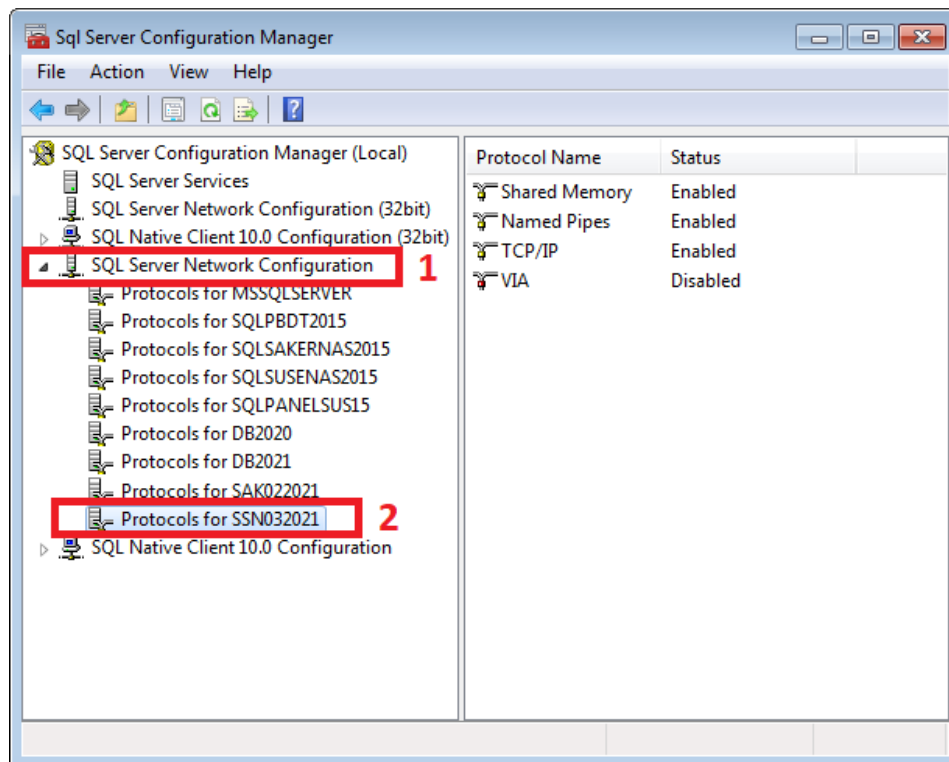 Sql Server Configuration Manager
File Action View Help
SQL Server Configuration Manager (Local)
SQL Server Services
SQL Server Network Configuration (32bit)
SQL Native Client 10.0 Configuration (32bit)
SQL Server Network Configuration 1
Protocols for MSSQLSERVER
Protocols for SQLPBDT2015
Protocols for SQLSAKERNAS2015
Protocols for SQLSUSENAS2015
Protocols for SQLPANELSUS15
Protocols for DB2020
Protocols for DB2021
Protocols for SAK022021
Protocols for SSN032021 2
SQL Native Client 10.0 Configuration
Protocol Name Status
Shared Memory Enabled
Named Pipes Enabled
TCP/IP Enabled
VIA Disabled